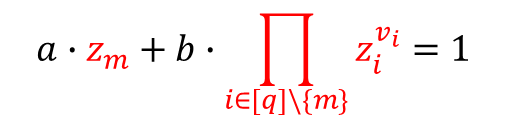 a · z_m + b · ∏_{i∈[q]\{m}} z_i^{v_i} = 1